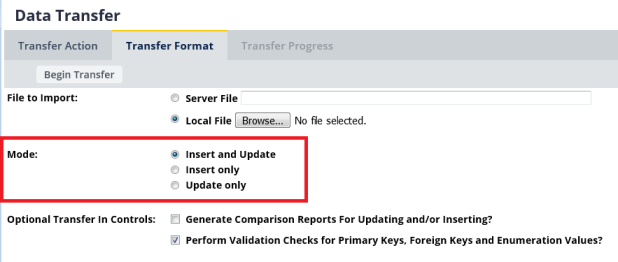 Data Transfer
Transfer Action Transfer Format Transfer Progress
Begin Transfer
File to Import: Server File
Local File Browse... No file selected.
Mode: Insert and Update
Insert only
Update only
Optional Transfer In Controls: Generate Comparison Reports For Updating and/or Inserting?
Perform Validation Checks for Primary Keys, Foreign Keys and Enumeration Values?